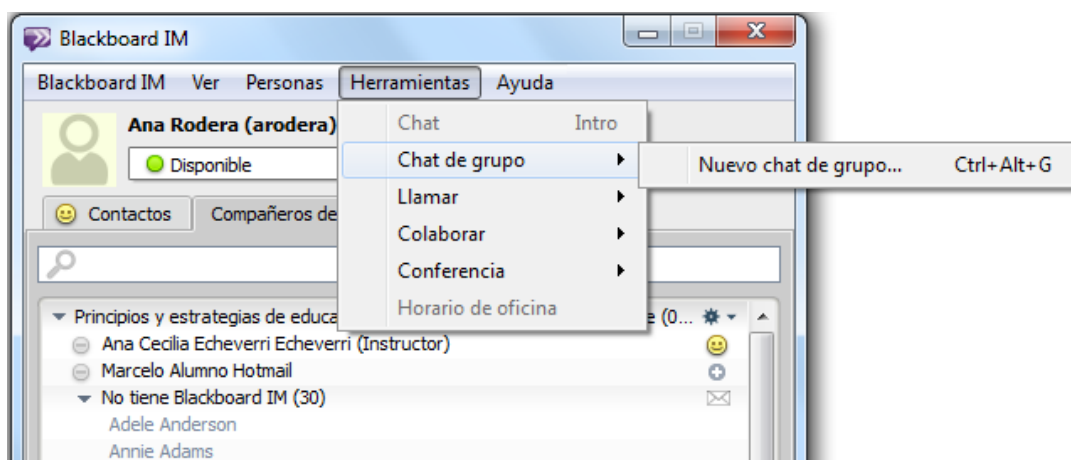 Blackboard IM
Blackboard IM Ver Personas Herramientas Ayuda
Ana Rodera (arodera)
Disponible
Contactos Compañeros de
Chat Intro
Chat de grupo
Llamar
Colaborar
Conferencia
Horario de oficina
Nuevo chat de grupo... Ctrl+Alt+G
Principios y estrategias de educa e (0...
Ana Cecilia Echeverri Echeverri (Instructor)
Marcelo Alumno Hotmail
No tiene Blackboard IM (30)
Adele Anderson
Annie Adams